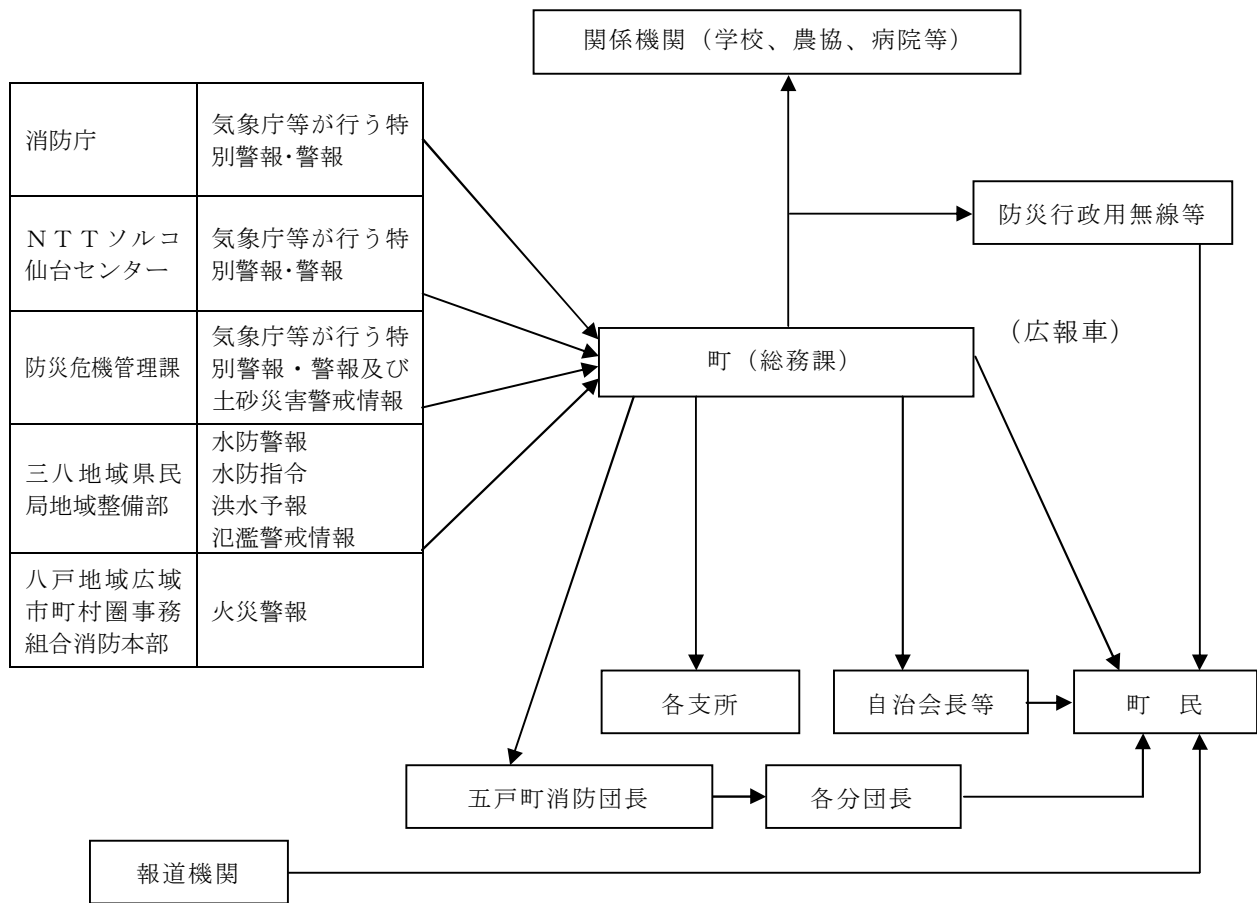 関係機関（学校、農協、病院等）
消防庁
気象庁等が行う特
別警報・警報
ＮＴＴソルコ
仙台センター
気象庁等が行う特
別警報・警報
防災危機管理課
気象庁等が行う特
別警報・警報及び
土砂災害警戒情報
三八地域県民
局地域整備部
水防警報
水防指令
洪水予報
氾濫警戒情報
八戸地域広域
市町村圏事務
組合消防本部
火災警報
防災行政用無線等
（広報車）
町（総務課）
各支所
自治会長等
町　民
五戸町消防団長
各分団長
報道機関